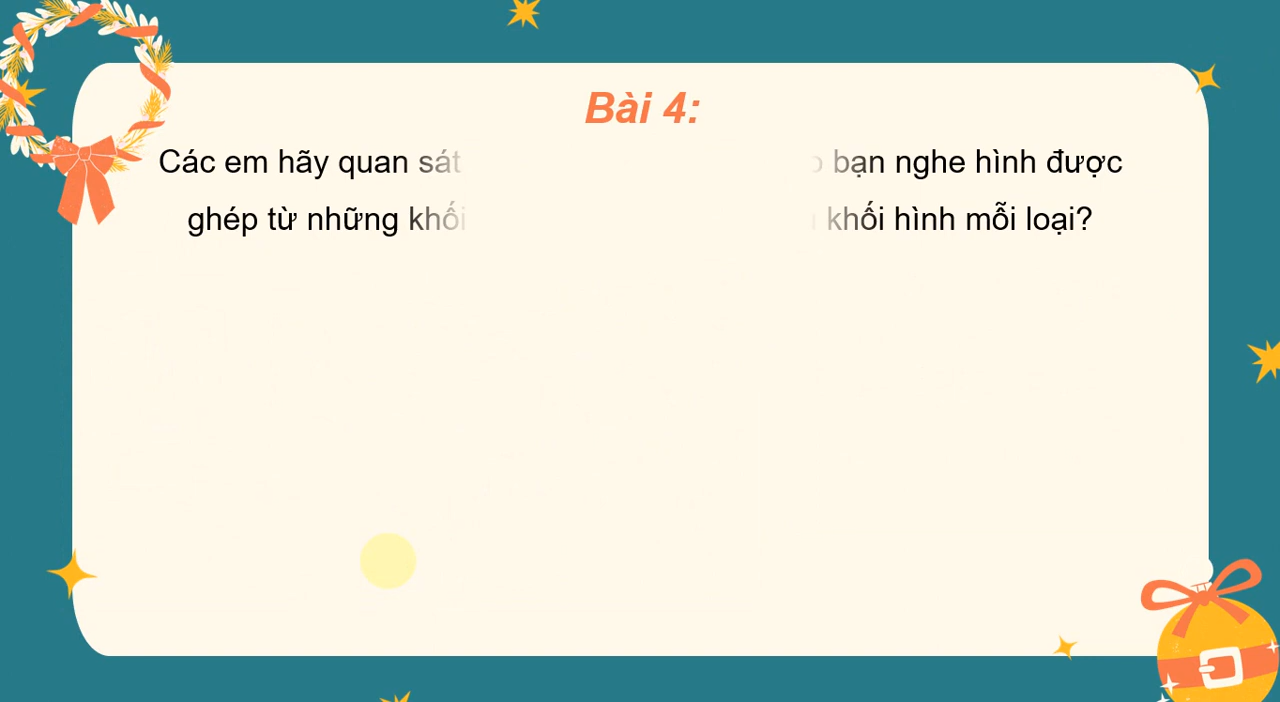 Bài 4:
Các em hãy quan sát bạn nghe hình được
ghép từ những khối khối hình mỗi loại?